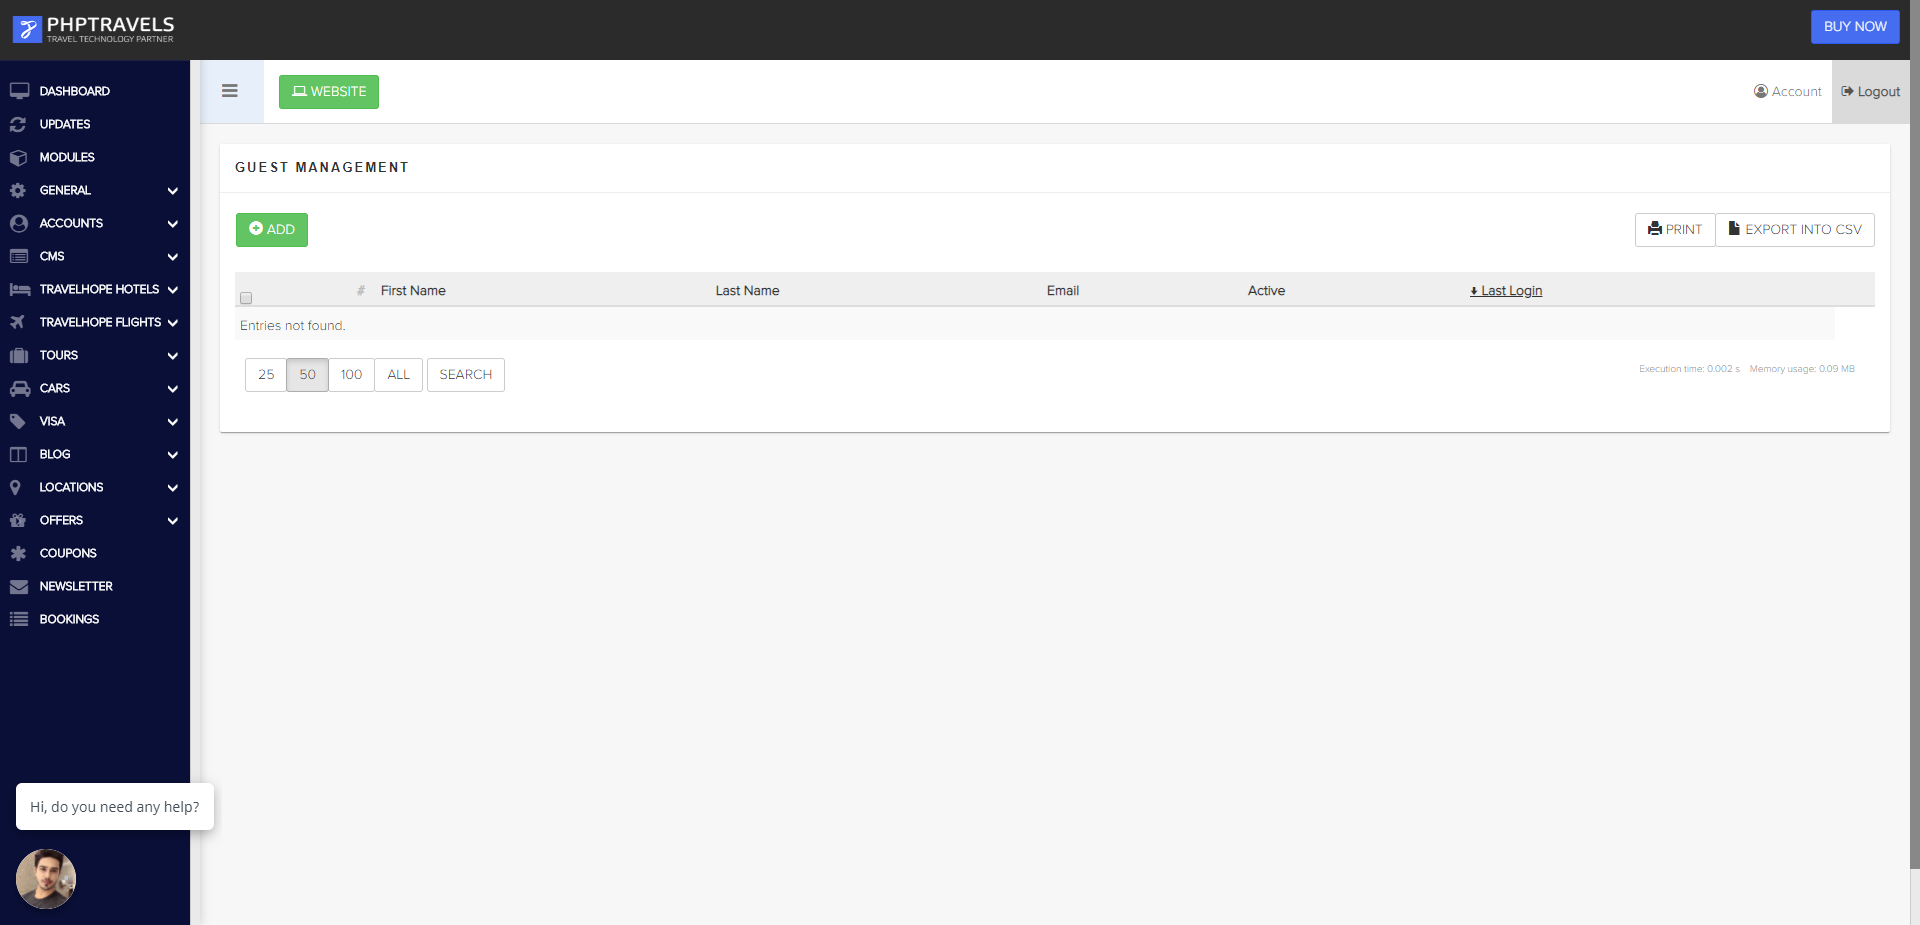 PHPTRAVELS
TRAVEL TECHNOLOGY PARTNER
BUY NOW
DASHBOARD
UPDATES
MODULES
GENERAL
ACCOUNTS
CMS
TRAVELHOPE HOTELS
TRAVELHOPE FLIGHTS
TOURS
CARS
VISA
BLOG
LOCATIONS
OFFERS
COUPONS
NEWSLETTER
BOOKINGS
Hi, do you need any help?
WEBSITE
Account
Logout
GUEST MANAGEMENT
ADD
PRINT
EXPORT INTO CSV
# First Name Last Name Email Active Last Login
Entries not found.
25 50 100 ALL SEARCH
Execution time: 0.002 s Memory usage: 0.09 MB